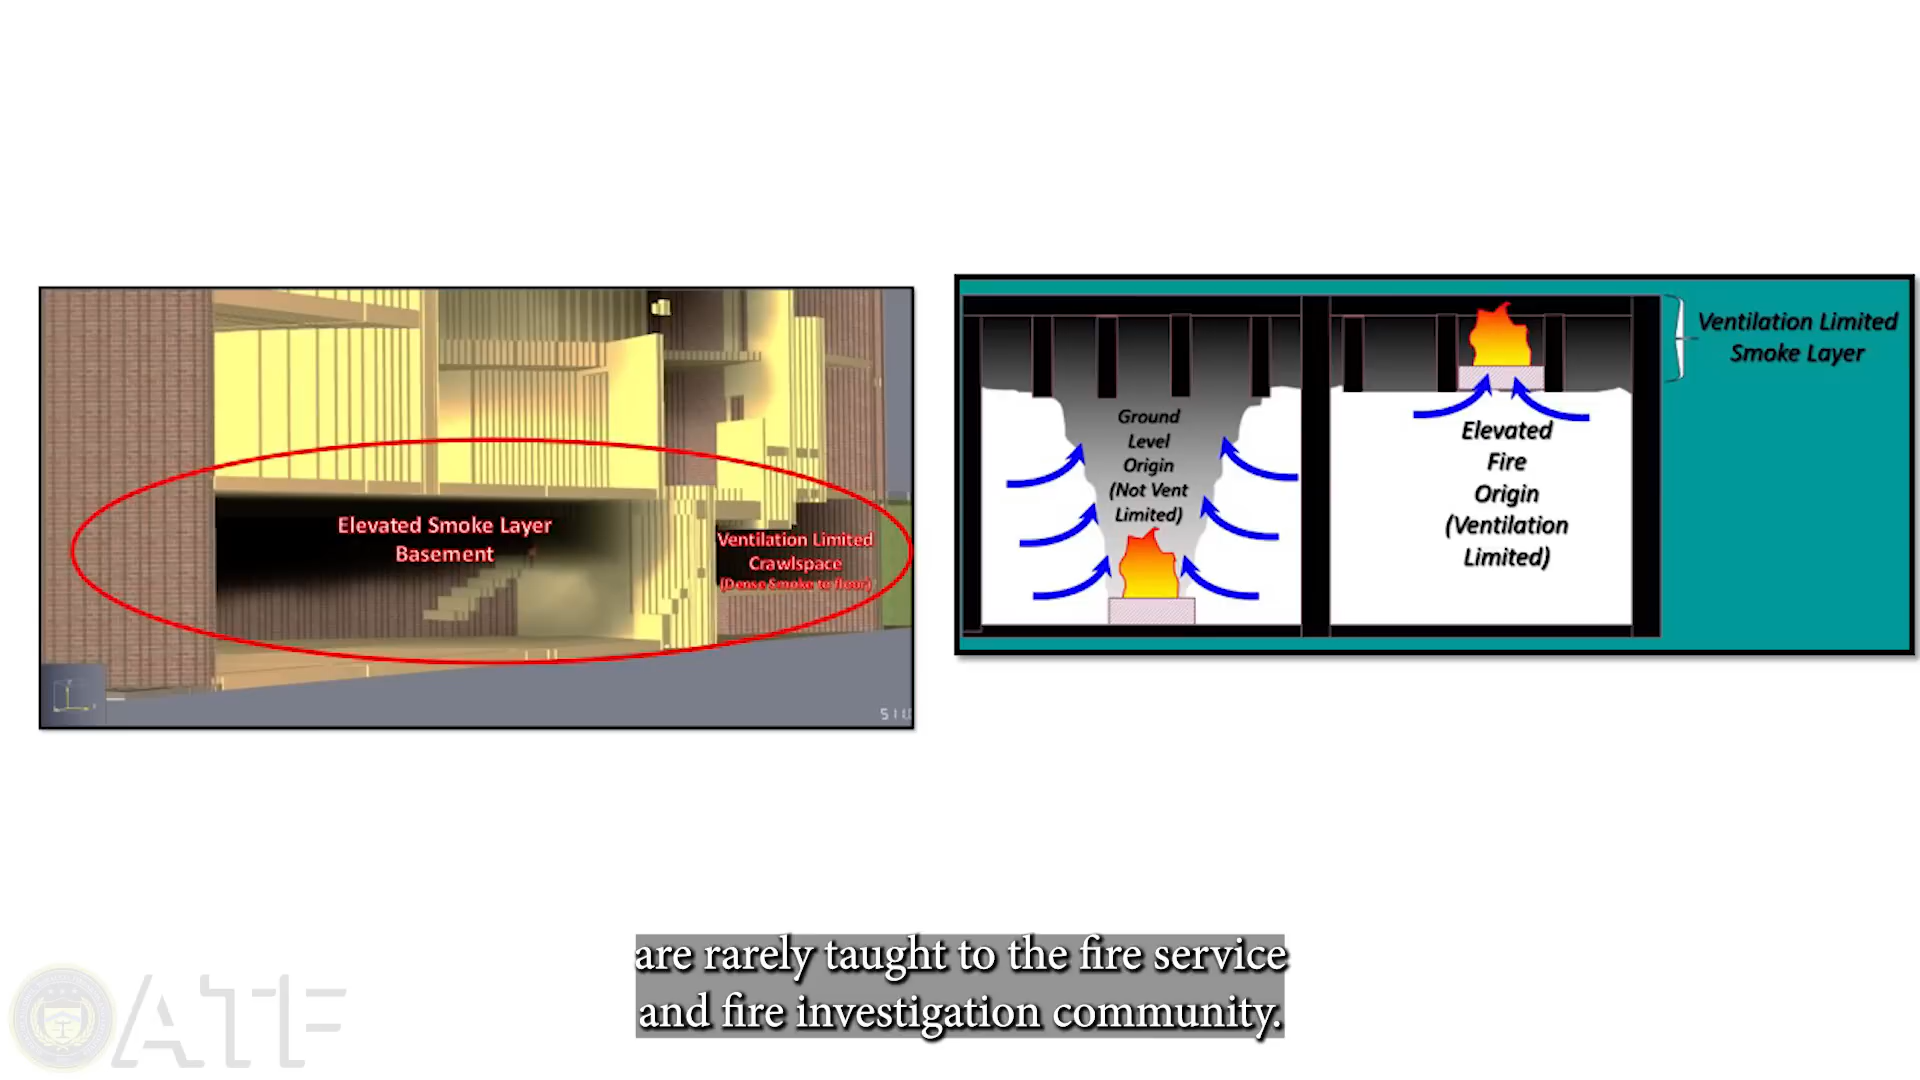 Elevated Smoke Layer
Basement
Ventilation Limited
Crawlspace
(Dense Smoke to floor)
Ground
Level
Origin
(Not Vent
Limited)
Elevated
Fire
Origin
(Ventilation
Limited)
Ventilation Limited
Smoke Layer
are rarely taught to the fire service
and fire investigation community.
ATF